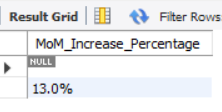 Result Grid Filter Rows
MoM_Increase_Percentage
NULL
13.0%